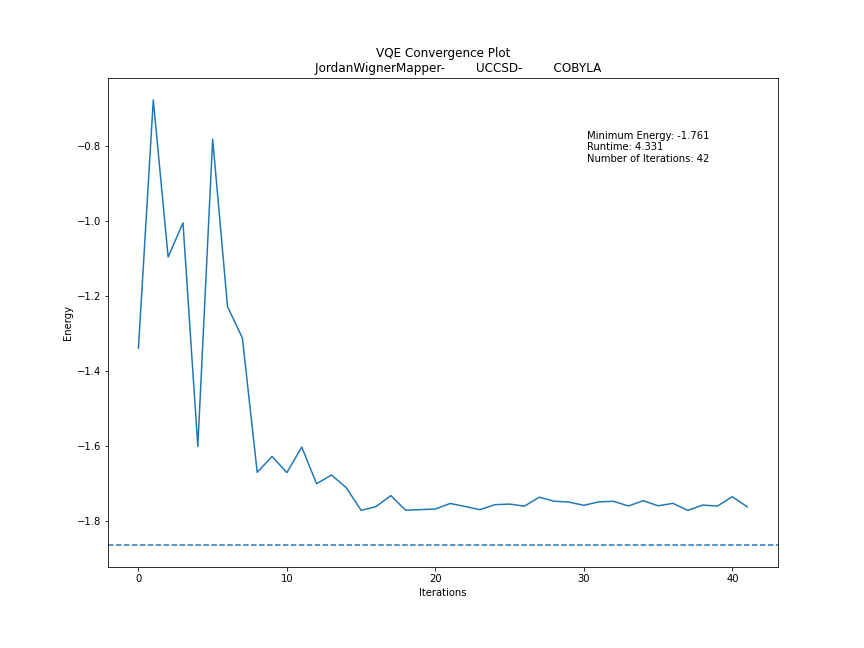 VQE Convergence Plot
JordanWignerMapper- UCCSD- COBYLA
Minimum Energy: -1.761
Runtime: 4.331
Number of Iterations: 42
Energy
−0.8
−1.0
−1.2
−1.4
−1.6
−1.8
0 10 20 30 40
Iterations